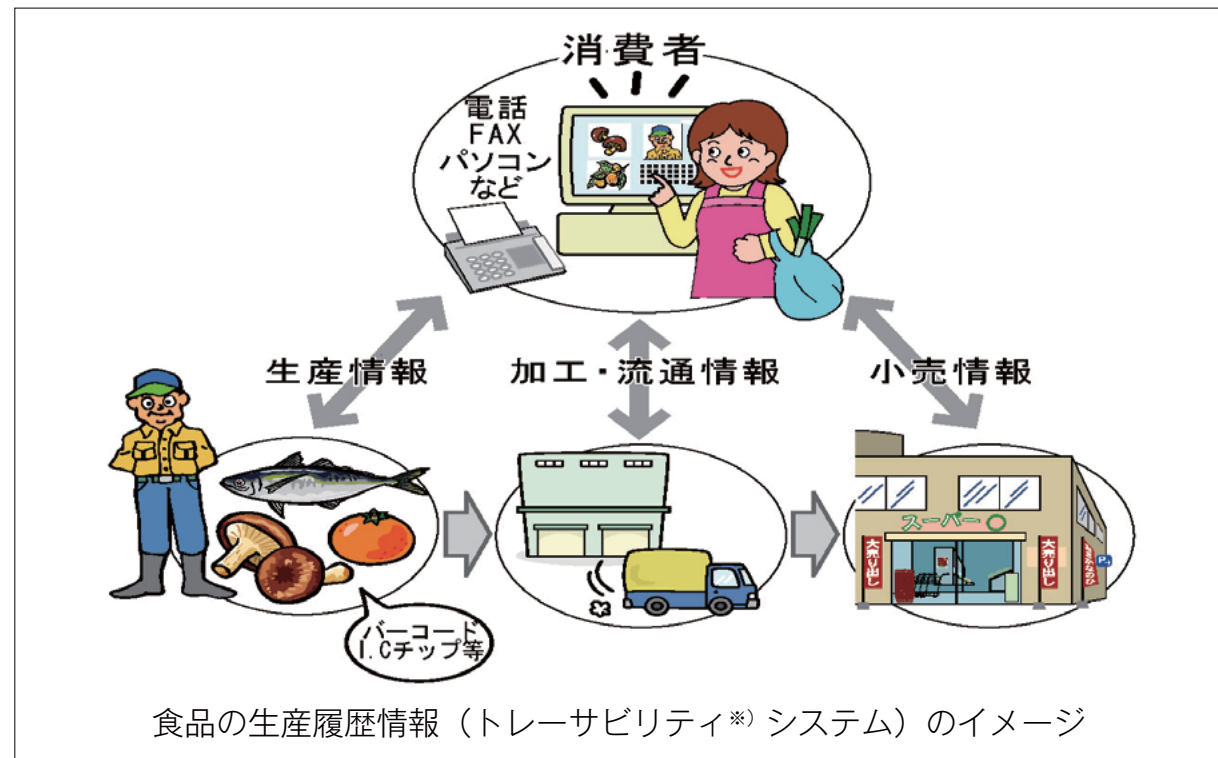 消費者
電話
FAX
パソコン
など
生産情報
加工・流通情報
小売情報
スーパー
大売り出し
大売り出し
バーコード
I.Cチップ等
食品の生産履歴情報（トレーサビリティ※）システム）のイメージ